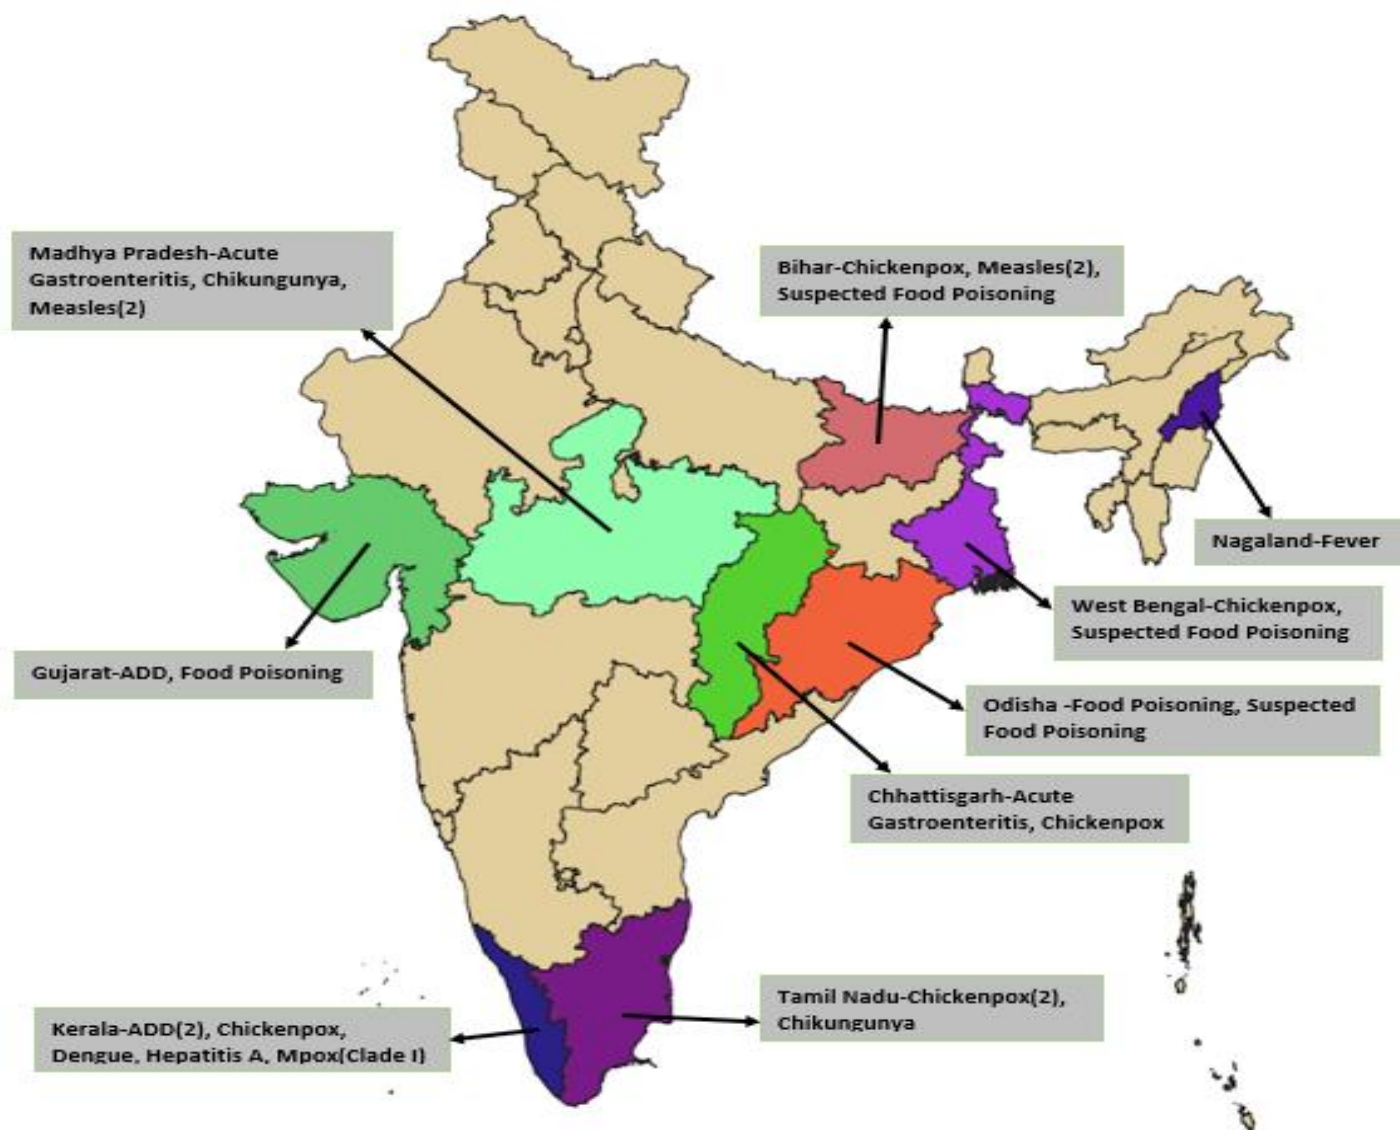 Madhya Pradesh-Acute
Gastroenteritis, Chikungunya,
Measles(2)
Bihar-Chickenpox, Measles(2),
Suspected Food Poisoning
Nagaland-Fever
West Bengal-Chickenpox,
Suspected Food Poisoning
Gujarat-ADD, Food Poisoning
Odisha -Food Poisoning, Suspected
Food Poisoning
Chhattisgarh-Acute
Gastroenteritis, Chickenpox
Tamil Nadu-Chickenpox(2),
Chikungunya
Kerala-ADD(2), Chickenpox,
Dengue, Hepatitis A, Mpox(Clade I)